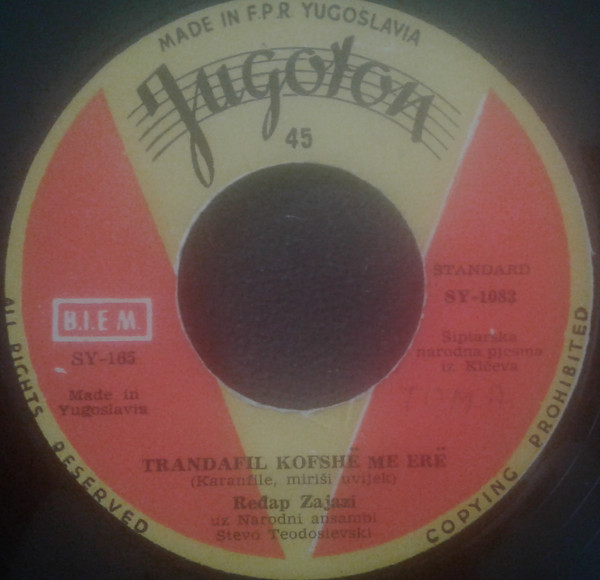 MADE IN F.P.R. YUGOSLAVIA
Jugoton
45
B.I.E M.
SY-165
Made in
Yugoslavia
STANDARD
SY-1083
Šiptarska
narodna pjesma
iz Kičeva
TRANDAFIL KOFSHË ME ERË
(Karanfile, miriši uvijek)
Ređap Zajazi
uz Narodni ansambl
Stevo Teodosievski
ALL RIGHTS RESERVED
COPYING PROHIBITED